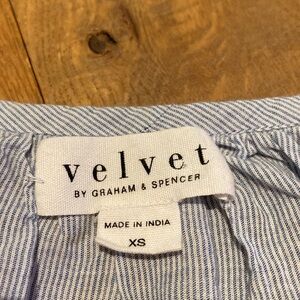 velvet
BY GRAHAM & SPENCER
MADE IN INDIA
XS